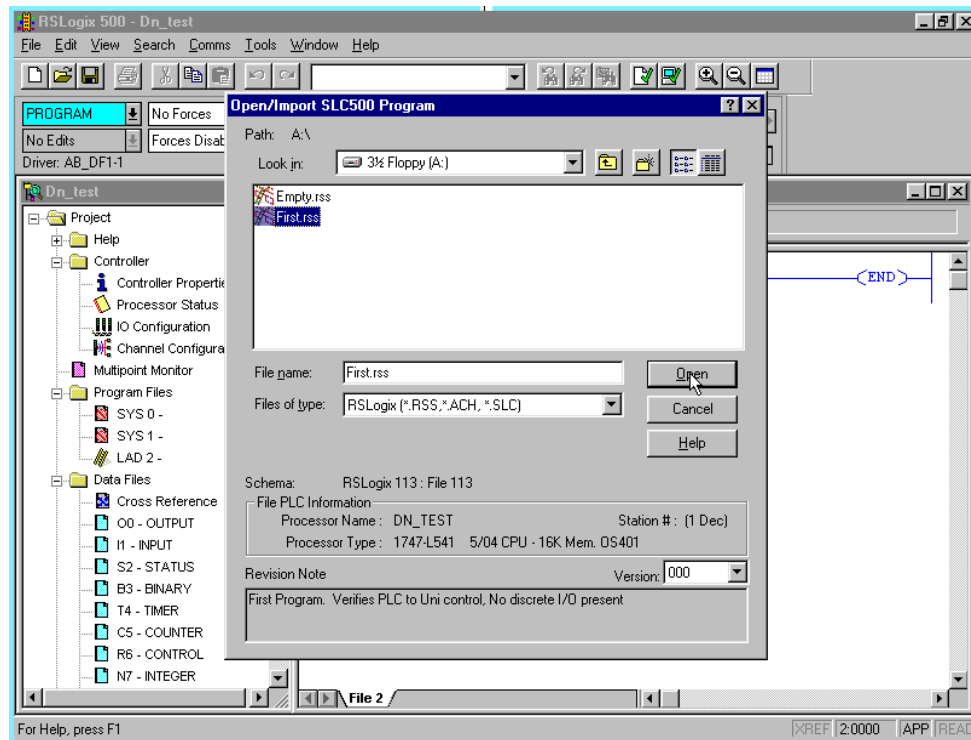 RSLogix 500 - Dn_test
File Edit View Search Comms Tools Window Help
PROGRAM
No Forces
No Edits
Forces Disab
Driver: AB_DF1-1
Open/Import SLC500 Program
Path: A:\
Look in: 3½ Floppy (A:)
Empty.rss
First.rss
File name: First.rss
Open
Files of type: RSLogix (*.RSS,*.ACH, *.SLC)
Cancel
Help
Schema: RSLogix 113 : File 113
File PLC Information
Processor Name : DN_TEST Station # : (1 Dec)
Processor Type : 1747-L541 5/04 CPU - 16K Mem. OS401
Revision Note
Version: 000
First Program. Verifies PLC to Uni control, No discrete I/O present
Dn_test
Project
Help
Controller
Controller Propertie
Processor Status
IO Configuration
Channel Configura
Multipoint Monitor
Program Files
SYS 0 -
SYS 1 -
LAD 2 -
Data Files
Cross Reference
O0 - OUTPUT
I1 - INPUT
S2 - STATUS
B3 - BINARY
T4 - TIMER
C5 - COUNTER
R6 - CONTROL
N7 - INTEGER
END
File 2
For Help, press F1
XREF 2:0000 APP READ